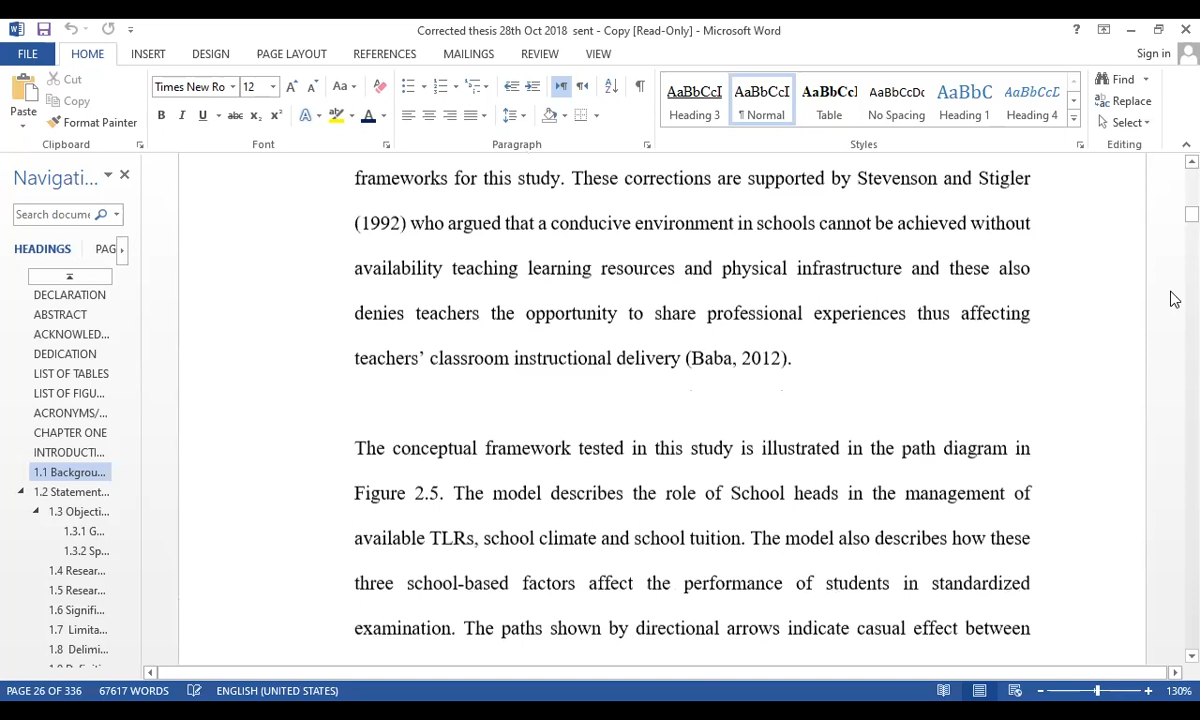 Corrected thesis 28th Oct 2018 sent - Copy [Read-Only] - Microsoft Word
FILE HOME INSERT DESIGN PAGE LAYOUT REFERENCES MAILINGS REVIEW VIEW Sign in
Paste
Cut
Copy
Format Painter
Clipboard
Times New Ro 12
Font
Paragraph
AaBbCcI AaBbCcI AaBbCcI AaBbCcDc AaBbC AaBbCcD
Heading 3 ¶ Normal Table No Spacing Heading 1 Heading 4
Styles
Find
Replace
Select
Editing
Navigati...
Search docume
HEADINGS PAG
DECLARATION
ABSTRACT
ACKNOWLED...
DEDICATION
LIST OF TABLES
LIST OF FIGU...
ACRONYMS/...
CHAPTER ONE
INTRODUCTI...
1.1 Backgrou...
1.2 Statement...
1.3 Objecti...
1.3.1 G...
1.3.2 Sp...
1.4 Resear...
1.5 Resear...
1.6 Signifi...
1.7 Limita...
1.8 Delimi...
frameworks for this study. These corrections are supported by Stevenson and Stigler
(1992) who argued that a conducive environment in schools cannot be achieved without
availability teaching learning resources and physical infrastructure and these also
denies teachers the opportunity to share professional experiences thus affecting
teachers’ classroom instructional delivery (Baba, 2012).
The conceptual framework tested in this study is illustrated in the path diagram in
Figure 2.5. The model describes the role of School heads in the management of
available TLRs, school climate and school tuition. The model also describes how these
three school-based factors affect the performance of students in standardized
examination. The paths shown by directional arrows indicate casual effect between
PAGE 26 OF 336 67617 WORDS ENGLISH (UNITED STATES) 130%